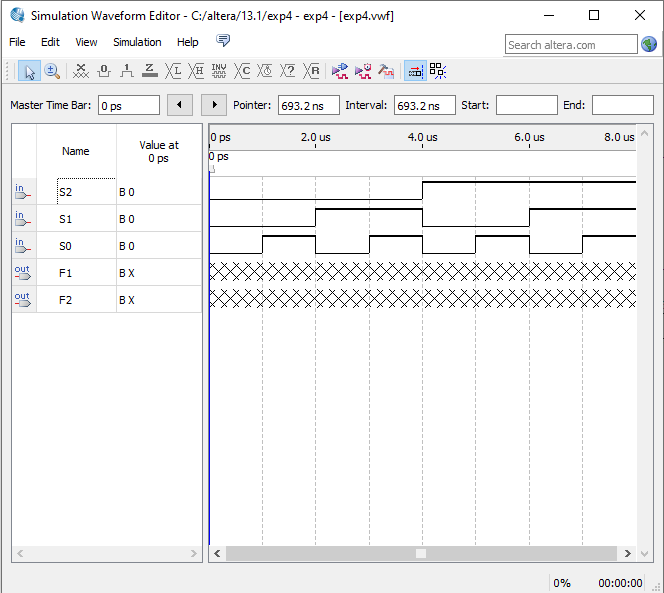 Simulation Waveform Editor - C:/altera/13.1/exp4 - exp4 - [exp4.vwf]
File Edit View Simulation Help
Search altera.com
Master Time Bar: 0 ps Pointer: 693.2 ns Interval: 693.2 ns Start: End:
Name Value at 0 ps
0 ps 2.0 us 4.0 us 6.0 us 8.0 us
0 ps
in S2 B 0
in S1 B 0
in S0 B 0
out F1 B X
out F2 B X
0% 00:00:00